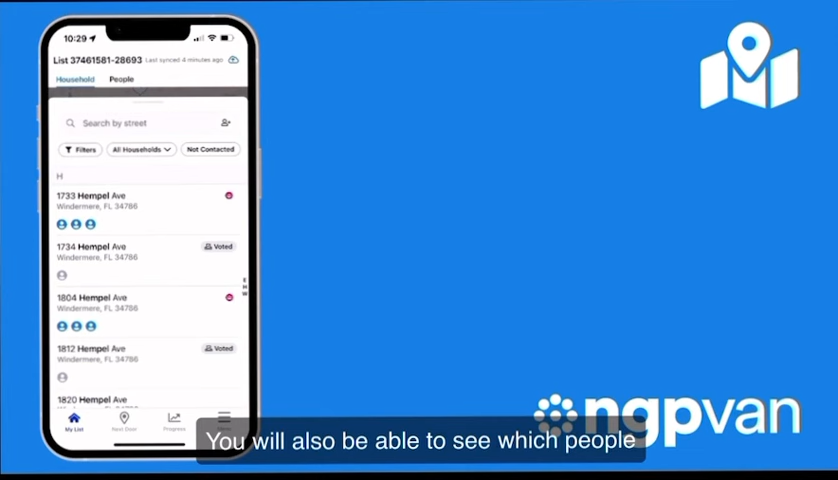 10:29
List 37461581-28693 Last synced 4 minutes ago
Household People
Search by street
Filters All Households Not Contacted
H
1733 Hempel Ave
Windermere, FL 34786
1734 Hempel Ave Voted
Windermere, FL 34786
E
H
W
1804 Hempel Ave
Windermere, FL 34786
1812 Hempel Ave Voted
Windermere, FL 34786
1820 Hempel Ave
My List Next Door Progress
ngpvan
You will also be able to see which people